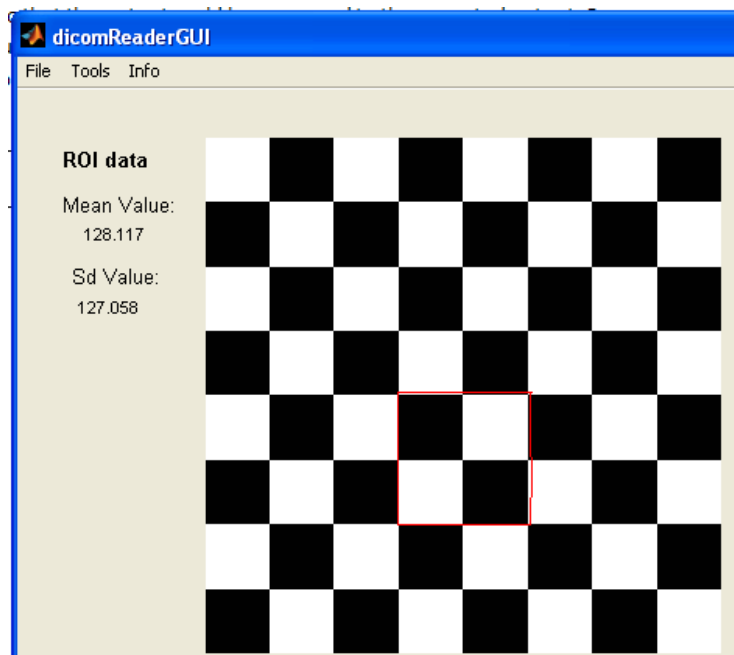 dicomReaderGUI
File Tools Info
ROI data
Mean Value:
128.117
Sd Value:
127.058